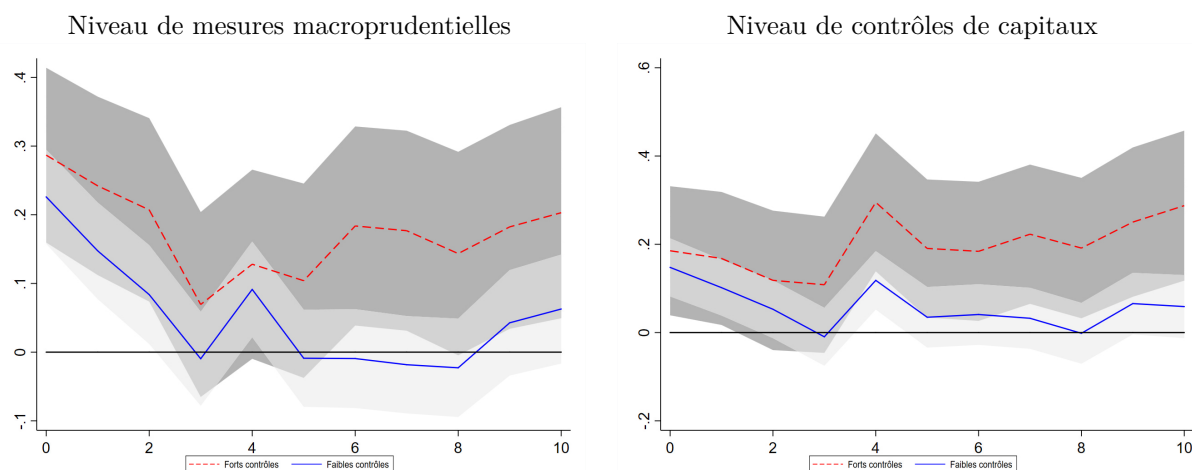 Niveau de mesures macroprudentielles
.4
.3
.2
.1
0
-.1
0 2 4 6 8 10
Forts contrôles Faibles contrôles
Niveau de contrôles de capitaux
.6
.4
.2
0
-.2
0 2 4 6 8 10
Forts contrôles Faibles contrôles